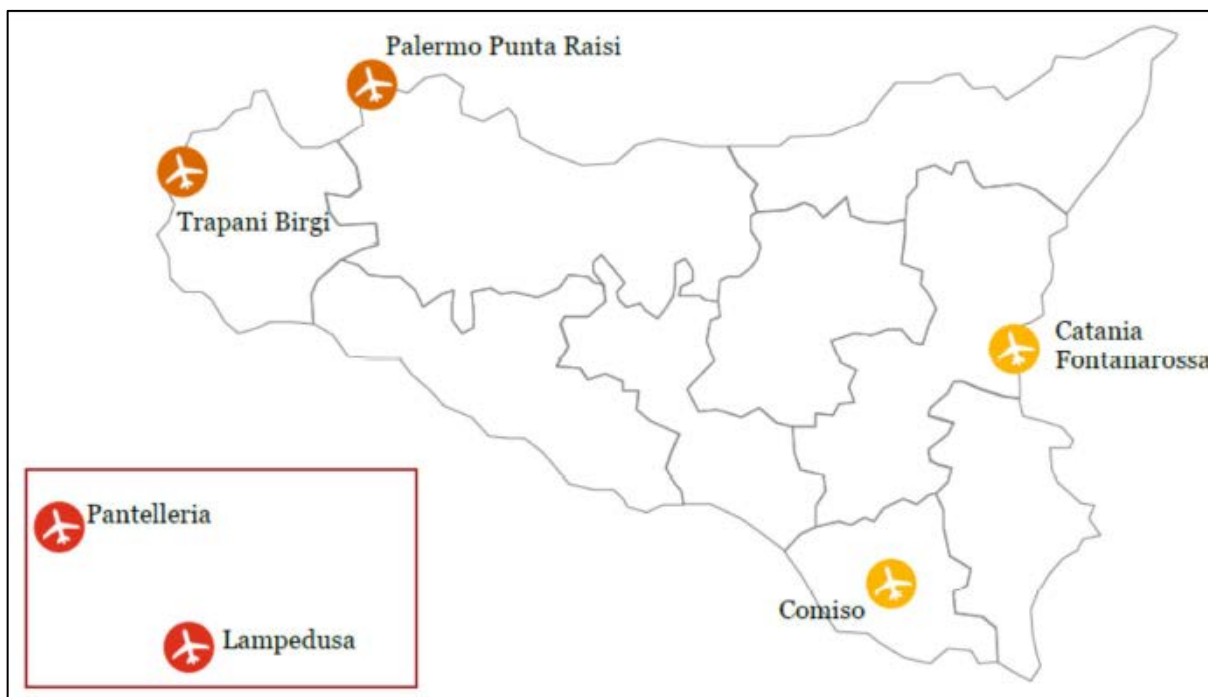 Palermo Punta Raisi
Trapani Birgi
Catania
Fontanarossa
Pantelleria
Comiso
Lampedusa